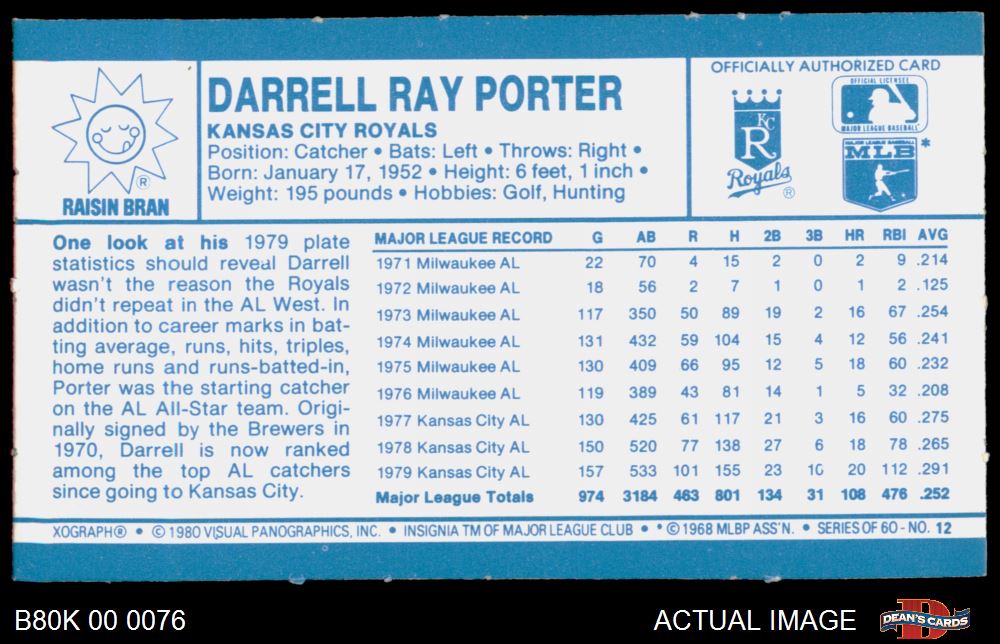 RAISIN BRAN
®
DARRELL RAY PORTER
KANSAS CITY ROYALS
Position: Catcher • Bats: Left • Throws: Right •
Born: January 17, 1952 • Height: 6 feet, 1 inch •
Weight: 195 pounds • Hobbies: Golf, Hunting
OFFICIALLY AUTHORIZED CARD
KC
R
Royals
®
OFFICIAL LICENSEE
MAJOR LEAGUE BASEBALL
MAJOR LEAGUE BASEBALL
MLB *
One look at his 1979 plate
statistics should reveal Darrell
wasn't the reason the Royals
didn't repeat in the AL West. In
addition to career marks in bat-
ting average, runs, hits, triples,
home runs and runs-batted-in,
Porter was the starting catcher
on the AL All-Star team. Origi-
nally signed by the Brewers in
1970, Darrell is now ranked
among the top AL catchers
since going to Kansas City.
MAJOR LEAGUE RECORD G AB R H 2B 3B HR RBI AVG
1971 Milwaukee AL 22 70 4 15 2 0 2 9 .214
1972 Milwaukee AL 18 56 2 7 1 0 1 2 .125
1973 Milwaukee AL 117 350 50 89 19 2 16 67 .254
1974 Milwaukee AL 131 432 59 104 15 4 12 56 .241
1975 Milwaukee AL 130 409 66 95 12 5 18 60 .232
1976 Milwaukee AL 119 389 43 81 14 1 5 32 .208
1977 Kansas City AL 130 425 61 117 21 3 16 60 .275
1978 Kansas City AL 150 520 77 138 27 6 18 78 .265
1979 Kansas City AL 157 533 101 155 23 10 20 112 .291
Major League Totals 974 3184 463 801 134 31 108 476 .252
XOGRAPH® • © 1980 VISUAL PANOGRAPHICS, INC. • INSIGNIA TM OF MAJOR LEAGUE CLUB • * © 1968 MLBP ASS'N. • SERIES OF 60 - NO. 12
B80K 00 0076
ACTUAL IMAGE
DEAN'S CARDS